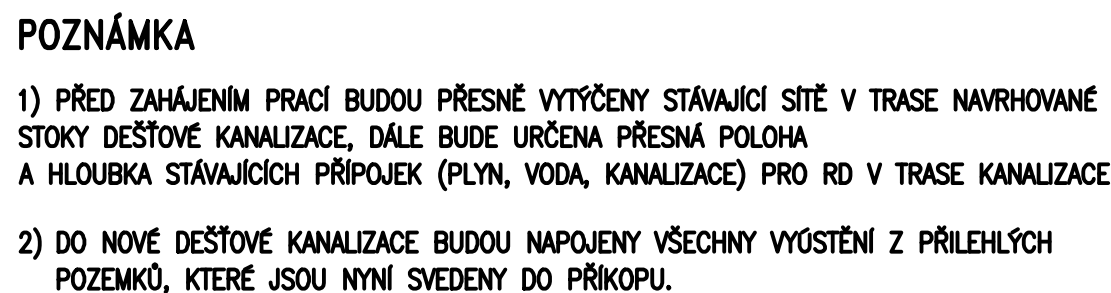 POZNÁMKA
1) PŘED ZAHÁJENÍM PRACÍ BUDOU PŘESNĚ VYTÝČENY STÁVAJÍCÍ SÍTĚ V TRASE NAVRHOVANÉ
STOKY DEŠŤOVÉ KANALIZACE, DÁLE BUDE URČENA PŘESNÁ POLOHA
A HLOUBKA STÁVAJÍCÍCH PŘÍPOJEK (PLYN, VODA, KANALIZACE) PRO RD V TRASE KANALIZACE
2) DO NOVÉ DEŠŤOVÉ KANALIZACE BUDOU NAPOJENY VŠECHNY VYÚSTĚNÍ Z PŘILEHLÝCH
POZEMKŮ, KTERÉ JSOU NYNÍ SVEDENY DO PŘÍKOPU.